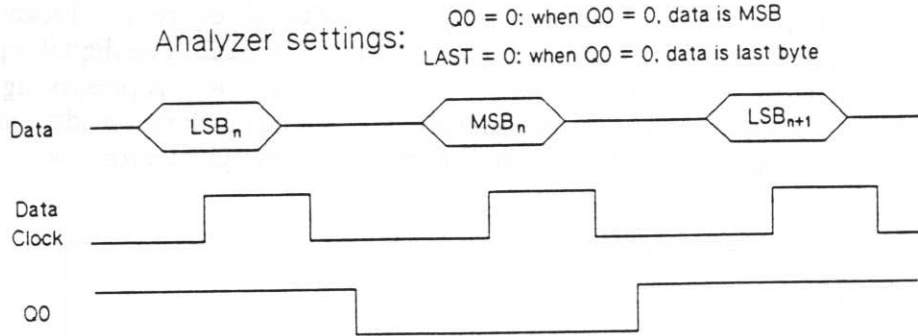 Q0 = 0: when Q0 = 0, data is MSB
Analyzer settings:
LAST = 0: when Q0 = 0, data is last byte
Data
LSBn
MSBn
LSBn+1
Data
Clock
Q0